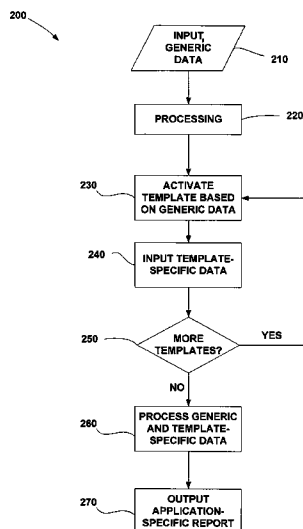 200
INPUT,
GENERIC
DATA
210
PROCESSING
220
230
ACTIVATE
TEMPLATE BASED
ON GENERIC DATA
240
INPUT TEMPLATE-
SPECIFIC DATA
250
MORE
TEMPLATES?
YES
NO
260
PROCESS GENERIC
AND TEMPLATE-
SPECIFIC DATA
270
OUTPUT
APPLICATION-
SPECIFIC REPORT